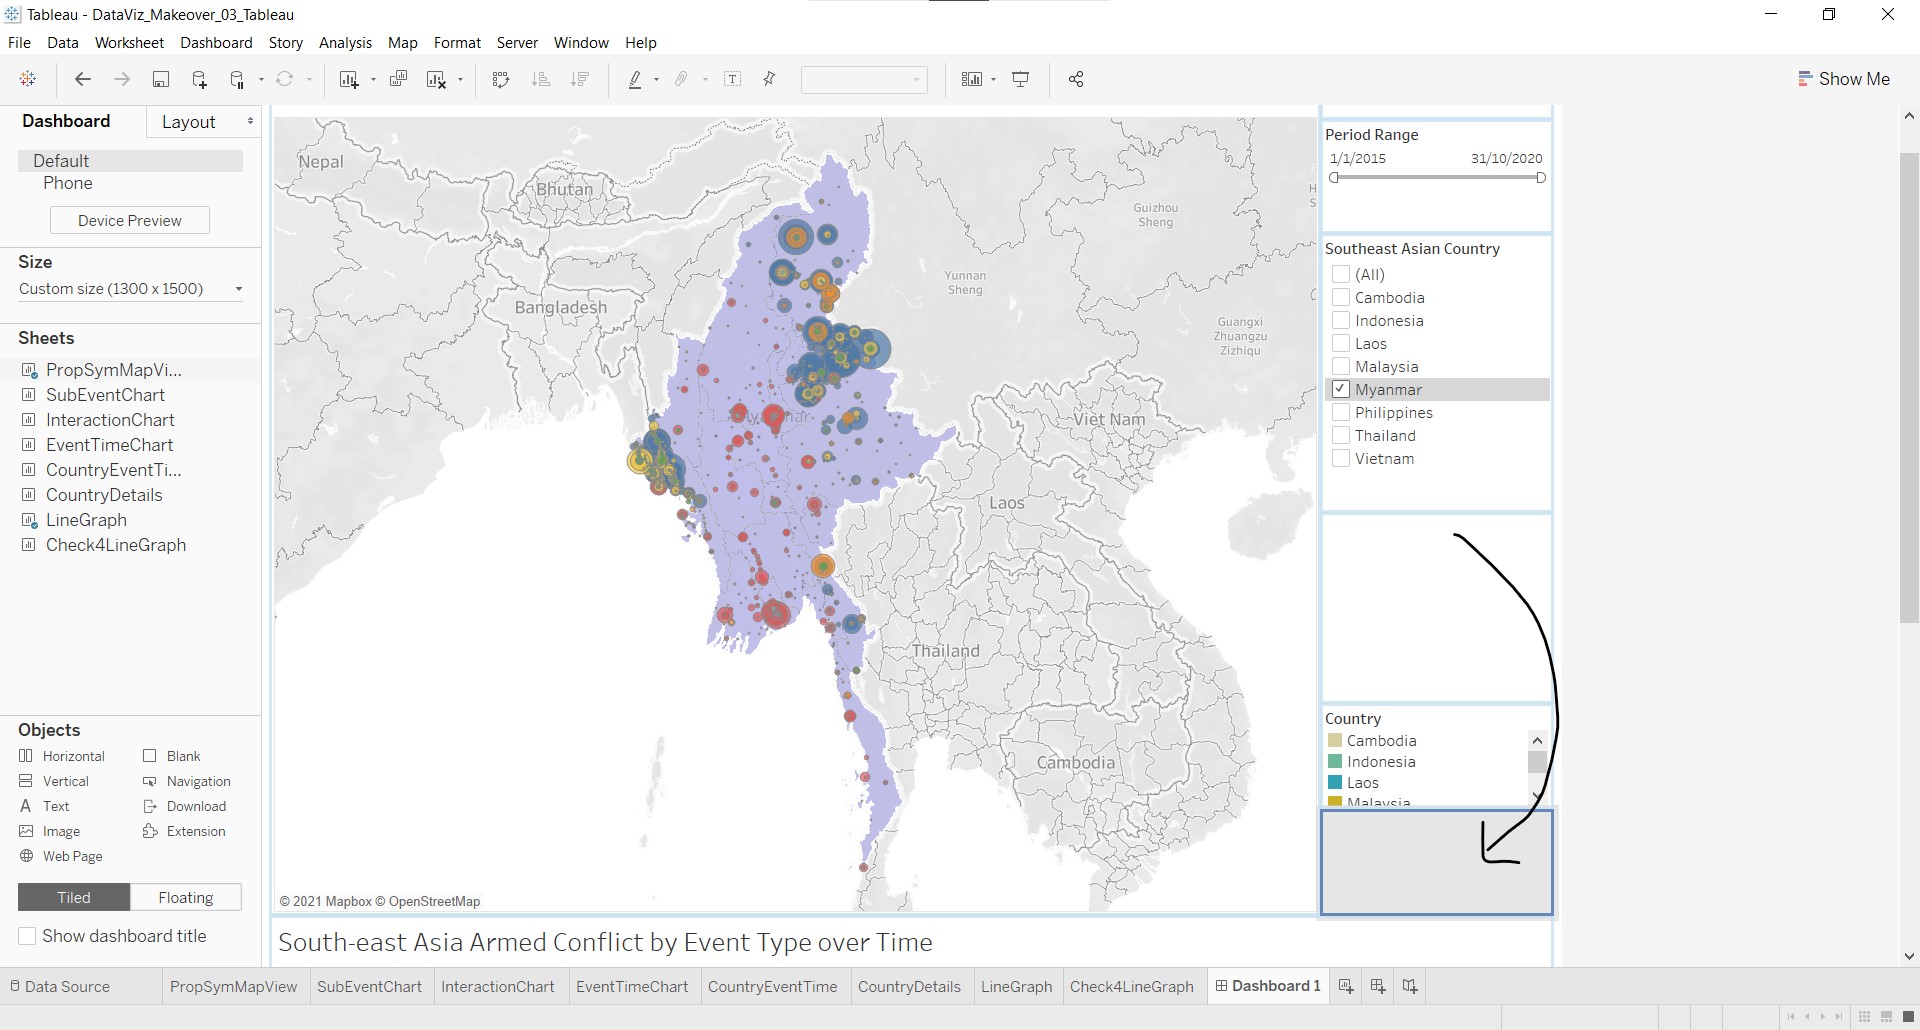 Tableau - DataViz_Makeover_03_Tableau
File Data Worksheet Dashboard Story Analysis Map Format Server Window Help
Show Me
Dashboard Layout
Default
Phone
Device Preview
Size
Custom size (1300 x 1500)
Sheets
PropSymMapVi...
SubEventChart
InteractionChart
EventTimeChart
CountryEventTi...
CountryDetails
LineGraph
Check4LineGraph
Objects
Horizontal Blank
Vertical Navigation
Text Download
Image Extension
Web Page
Tiled Floating
Show dashboard title
Nepal
Bhutan
Bangladesh
Guizhou
Sheng
Yunnan
Sheng
Guangxi
Zhuangzu
Zizhiqu
H
S
Viet Nam
Laos
Thailand
Cambodia
© 2021 Mapbox © OpenStreetMap
Period Range
1/1/2015 31/10/2020
Southeast Asian Country
(All)
Cambodia
Indonesia
Laos
Malaysia
Myanmar
Philippines
Thailand
Vietnam
Country
Cambodia
Indonesia
Laos
Malaysia
South-east Asia Armed Conflict by Event Type over Time
Data Source PropSymMapView SubEventChart InteractionChart EventTimeChart CountryEventTime CountryDetails LineGraph Check4LineGraph Dashboard 1